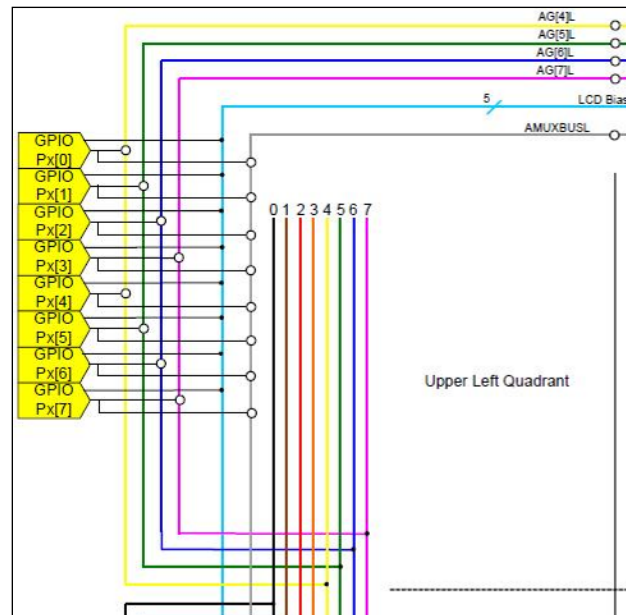 AG[4]L
AG[5]L
AG[6]L
AG[7]L
5
LCD Bias
AMUXBUSL
GPIO
Px[0]
GPIO
Px[1]
GPIO
Px[2]
GPIO
Px[3]
GPIO
Px[4]
GPIO
Px[5]
GPIO
Px[6]
GPIO
Px[7]
0 1 2 3 4 5 6 7
Upper Left Quadrant